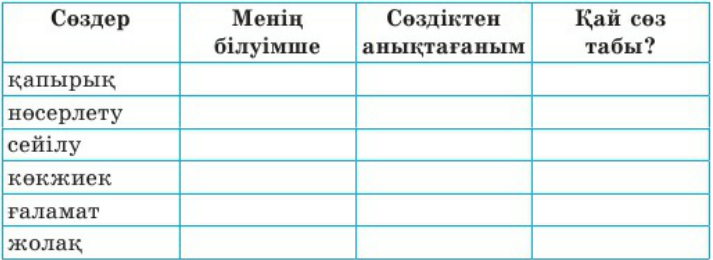 Сөздер Менің білуімше Сөздіктен анықтағаным Қай сөз табы?
қапырық
нөсерлету
сейілу
көкжиек
ғаламат
жолақ